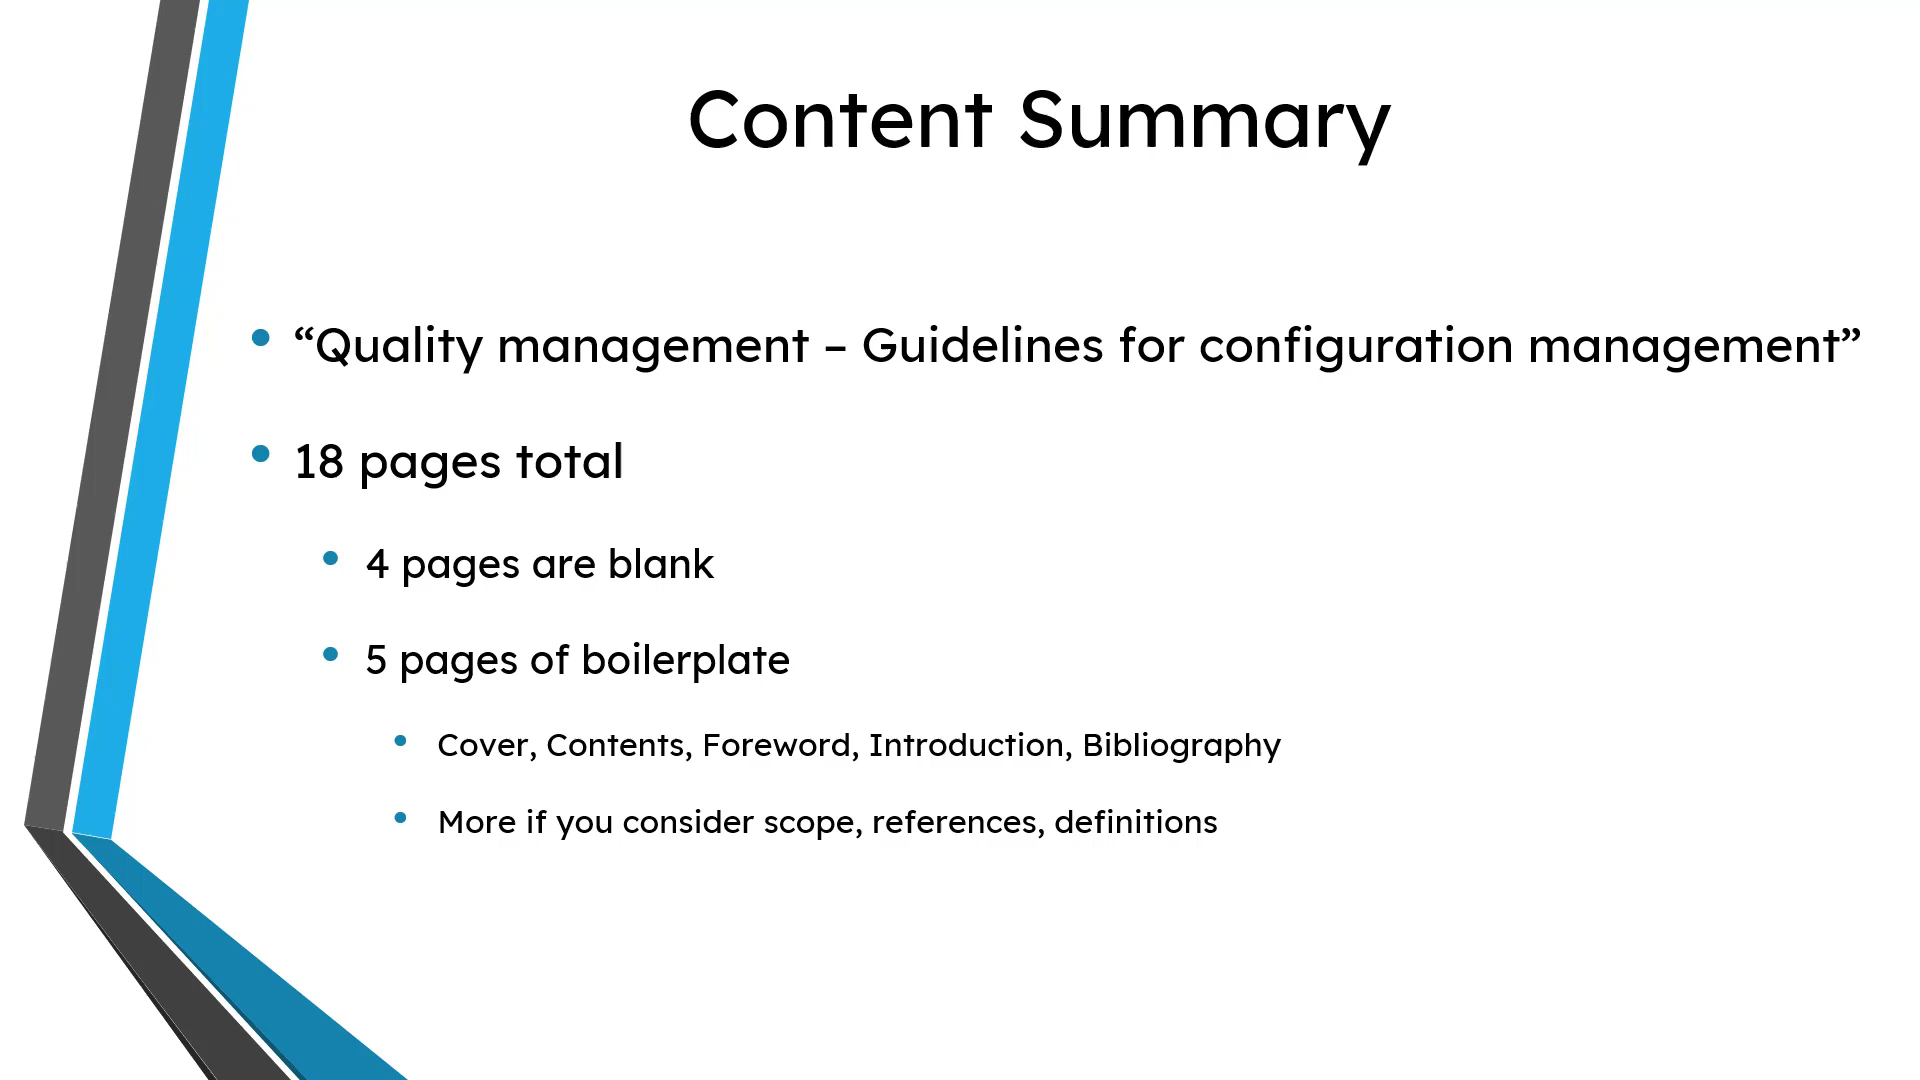 Content Summary
“Quality management – Guidelines for configuration management”
18 pages total
4 pages are blank
5 pages of boilerplate
Cover, Contents, Foreword, Introduction, Bibliography
More if you consider scope, references, definitions